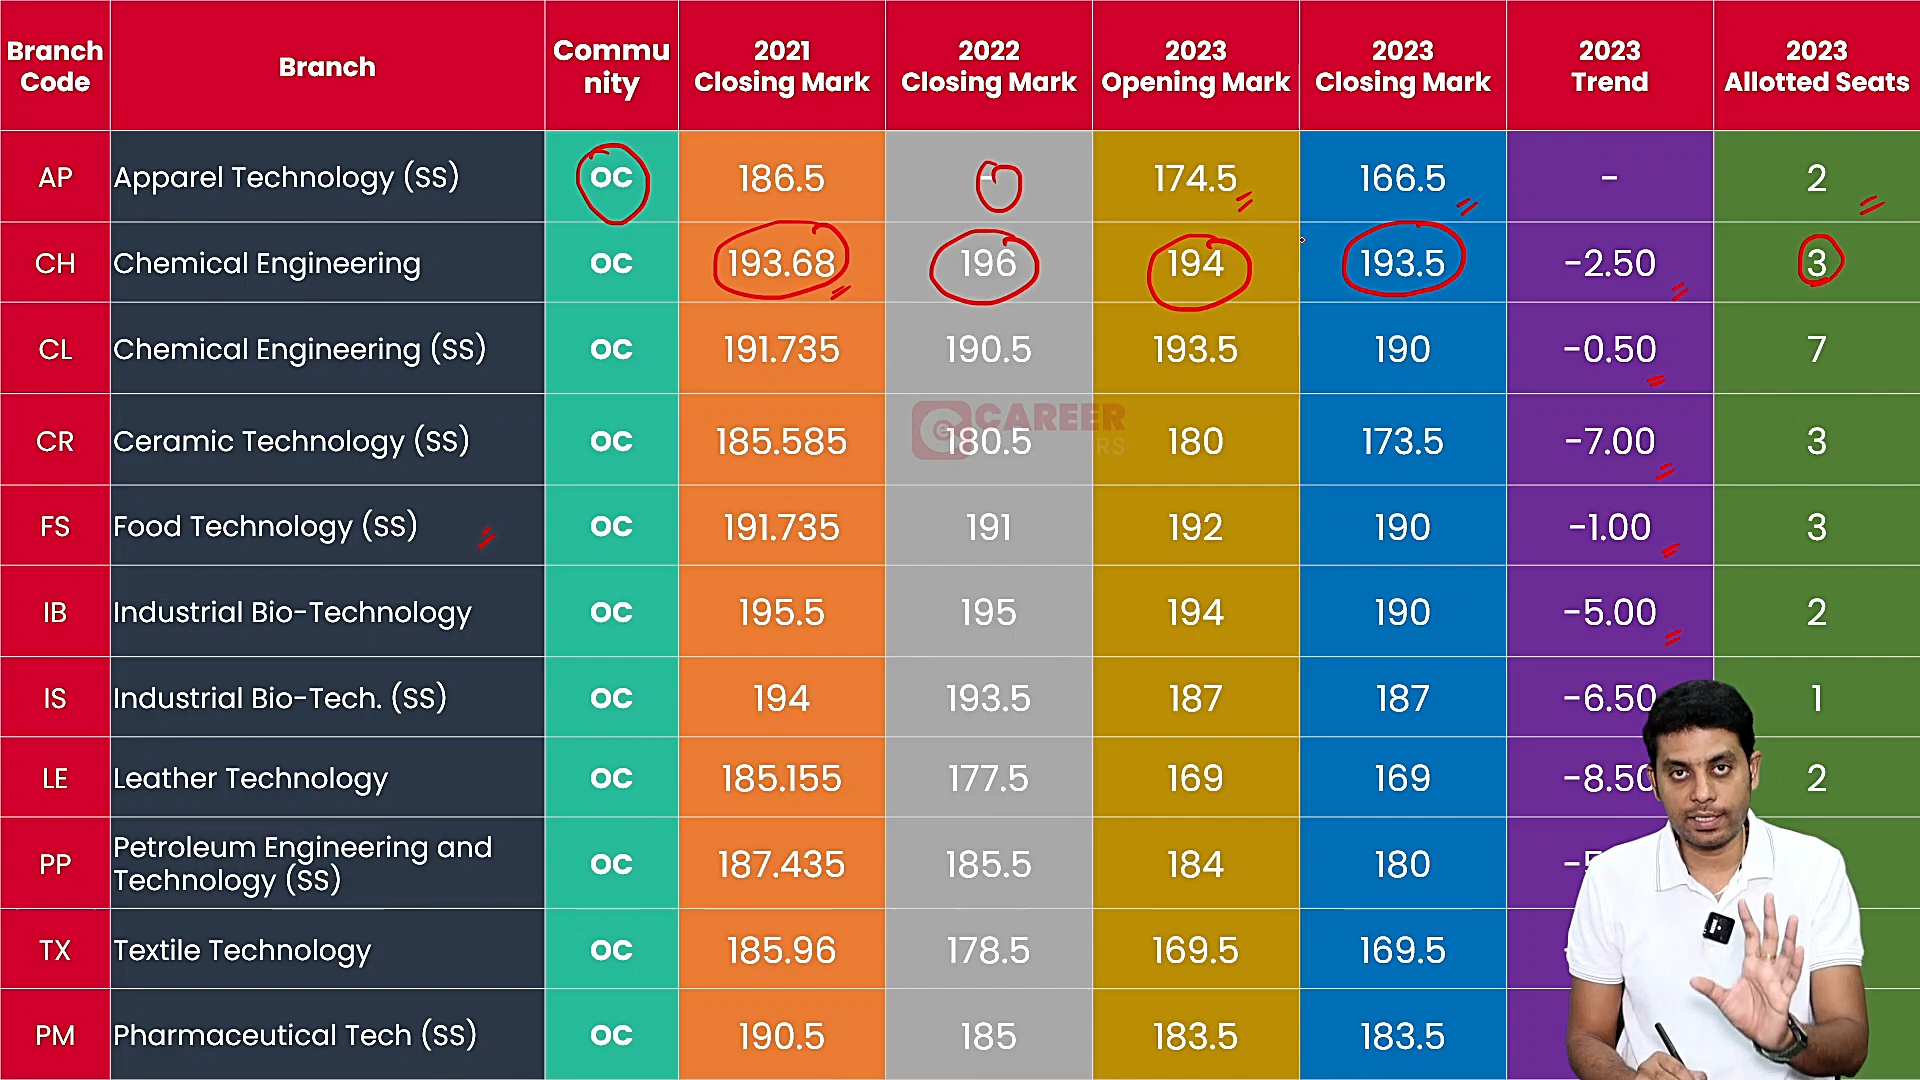 Branch Code Branch Commu nity 2021 Closing Mark 2022 Closing Mark 2023 Opening Mark 2023 Closing Mark 2023 Trend 2023 Allotted Seats
AP Apparel Technology (SS) OC 186.5 - 174.5 166.5 - 2
CH Chemical Engineering OC 193.68 196 194 193.5 -2.50 3
CL Chemical Engineering (SS) OC 191.735 190.5 193.5 190 -0.50 7
CAREER
CR Ceramic Technology (SS) OC 185.585 180.5 180 173.5 -7.00 3
FS Food Technology (SS) OC 191.735 191 192 190 -1.00 3
IB Industrial Bio-Technology OC 195.5 195 194 190 -5.00 2
IS Industrial Bio-Tech. (SS) OC 194 193.5 187 187 -6.50 1
LE Leather Technology OC 185.155 177.5 169 169 -8.50 2
PP Petroleum Engineering and Technology (SS) OC 187.435 185.5 184 180
TX Textile Technology OC 185.96 178.5 169.5 169.5
PM Pharmaceutical Tech (SS) OC 190.5 185 183.5 183.5